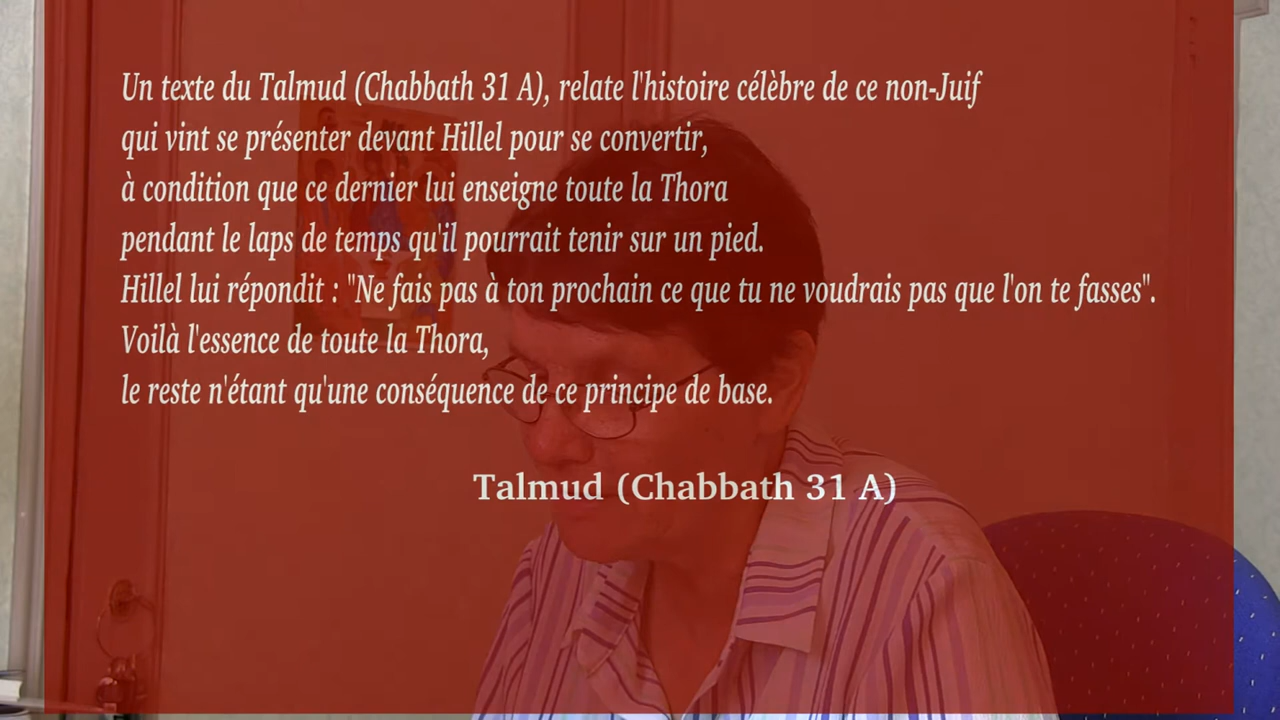 Un texte du Talmud (Chabbath 31 A), relate l'histoire célèbre de ce non-Juif
qui vint se présenter devant Hillel pour se convertir,
à condition que ce dernier lui enseigne toute la Thora
pendant le laps de temps qu'il pourrait tenir sur un pied.
Hillel lui répondit : "Ne fais pas à ton prochain ce que tu ne voudrais pas que l'on te fasses".
Voilà l'essence de toute la Thora,
le reste n'étant qu'une conséquence de ce principe de base.
Talmud (Chabbath 31 A)